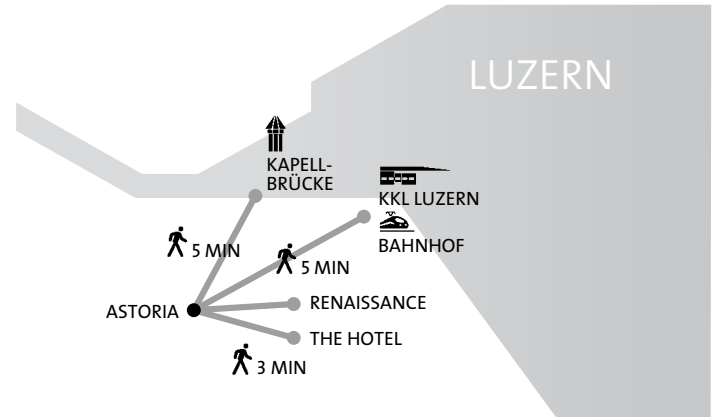 LUZERN
KAPELL-
BRÜCKE
KKL LUZERN
BAHNHOF
5 MIN
5 MIN
RENAISSANCE
ASTORIA
THE HOTEL
3 MIN